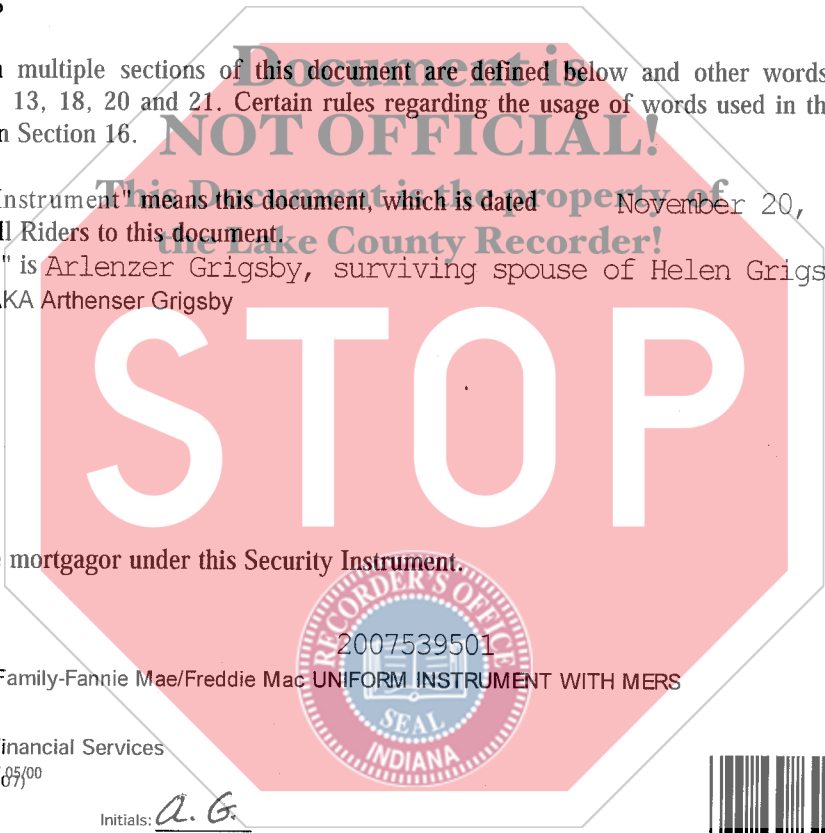 multiple sections of this document are defined below and other words
13, 18, 20 and 21. Certain rules regarding the usage of words used in
Section 16.
Document is
NOT OFFICIAL!
This Document is the property of
the Lake County Recorder!
Instrument" means this document, which is dated November 20,
Riders to this document.
" is Arlenzer Grigsby, surviving spouse of Helen Grigs
AKA Arthenser Grigsby
STOP
mortgagor under this Security Instrument.
RECORDER'S OFFICE
SEAL
INDIANA
2007539501
Family-Fannie Mae/Freddie Mac UNIFORM INSTRUMENT WITH MERS
Financial Services
05/00
Initials: A. G.